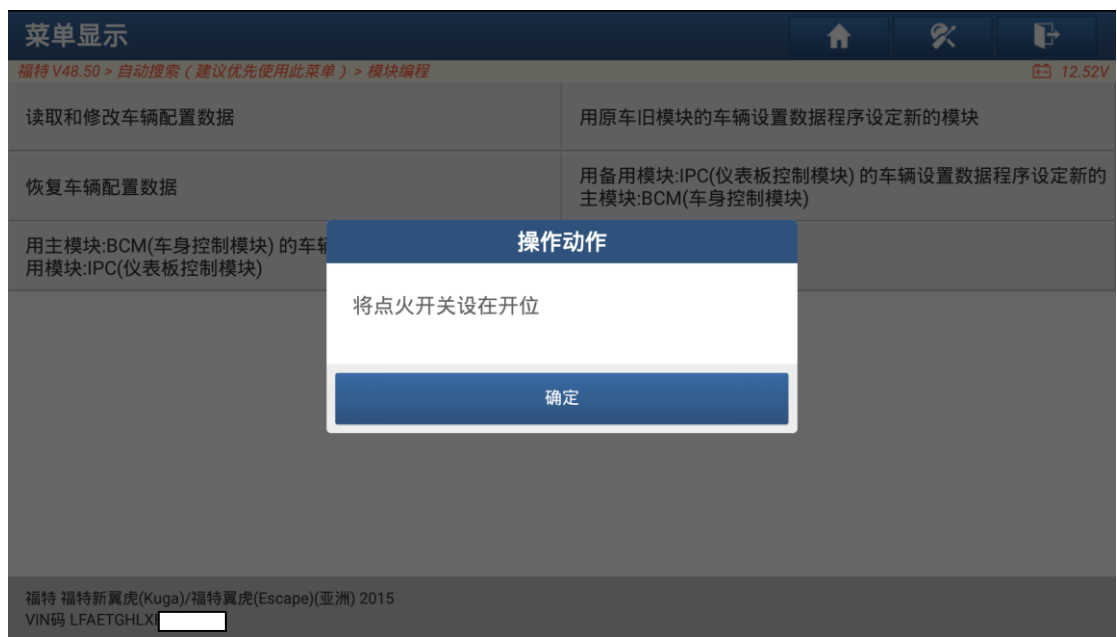 菜单显示
福特 V48.50 > 自动搜索（建议优先使用此菜单）> 模块编程
12.52V
读取和修改车辆配置数据
用原车旧模块的车辆设置数据程序设定新的模块
恢复车辆配置数据
用备用模块:IPC(仪表板控制模块) 的车辆设置数据程序设定新的
主模块:BCM(车身控制模块)
用主模块:BCM(车身控制模块) 的车辆
用模块:IPC(仪表板控制模块)
操作动作
将点火开关设在开位
确定
福特 福特新翼虎(Kuga)/福特翼虎(Escape)(亚洲) 2015
VIN码 LFAETGHLX